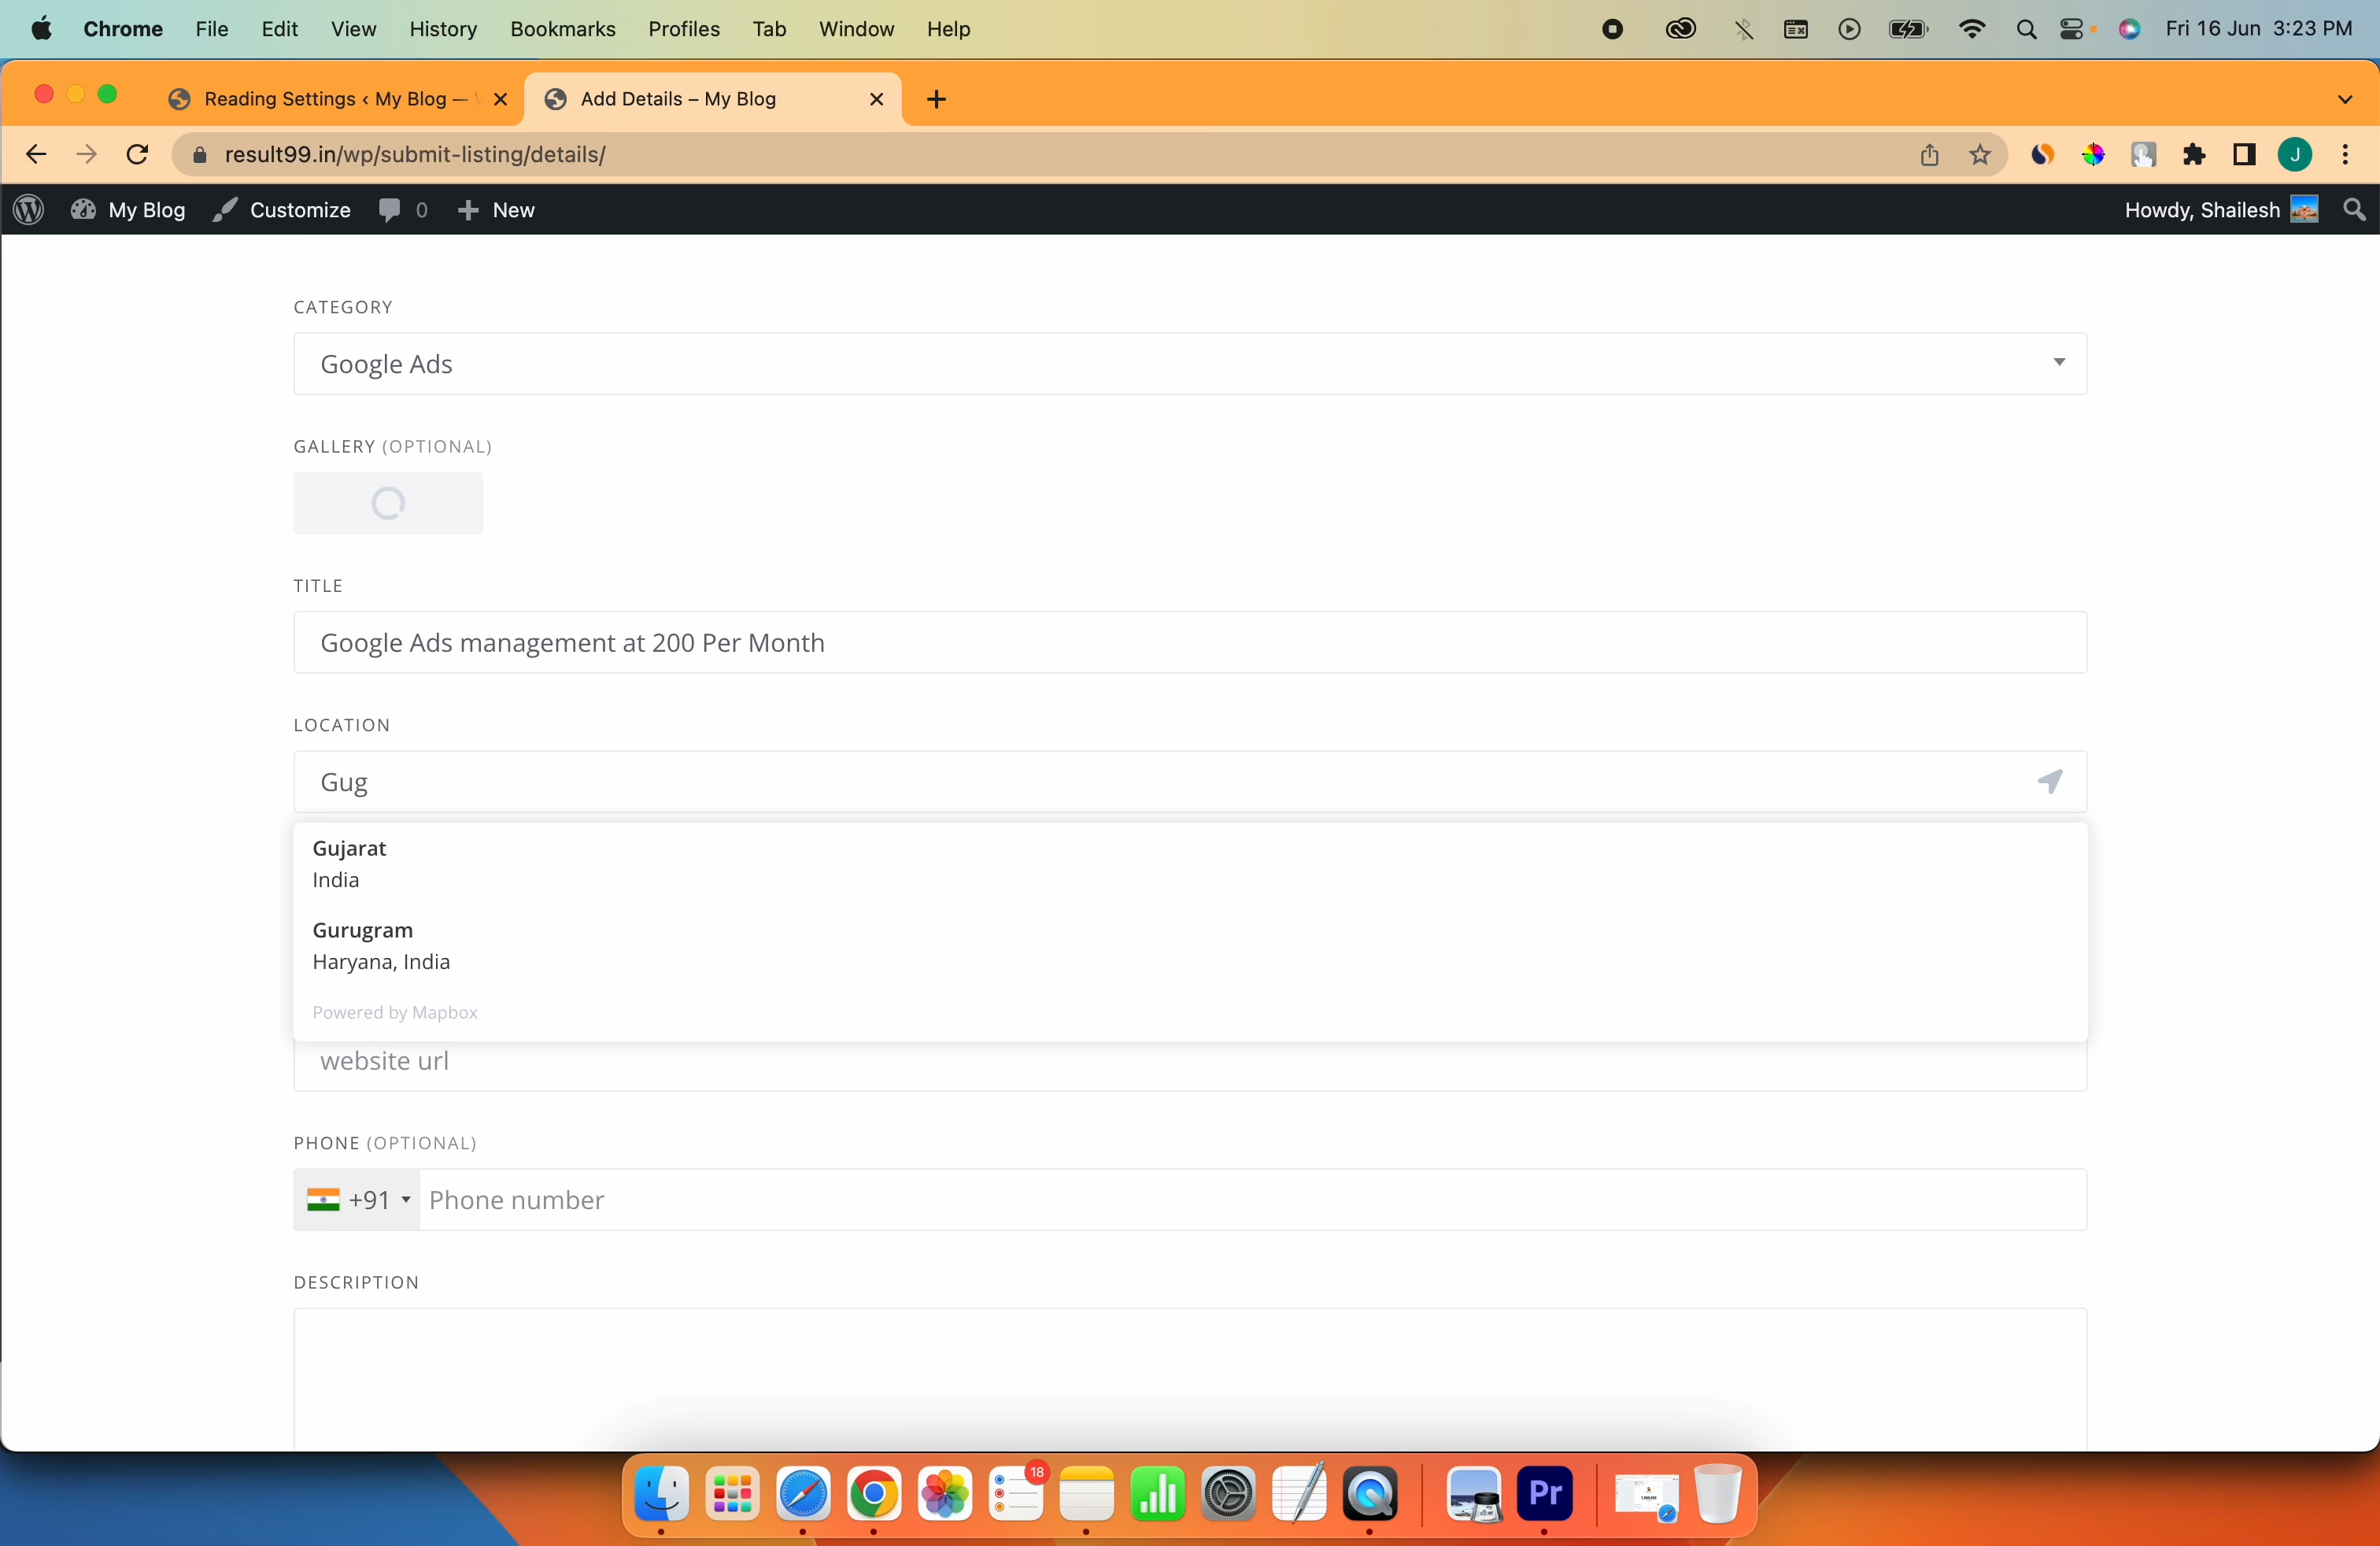 Chrome File Edit View History Bookmarks Profiles Tab Window Help Fri 16 Jun 3:23 PM
Reading Settings ‹ My Blog — Add Details – My Blog
result99.in/wp/submit-listing/details/ J
My Blog Customize 0 New Howdy, Shailesh
CATEGORY
Google Ads
GALLERY (OPTIONAL)
TITLE
Google Ads management at 200 Per Month
LOCATION
Gug
Gujarat
India
Gurugram
Haryana, India
Powered by Mapbox
website url
PHONE (OPTIONAL)
+91 Phone number
DESCRIPTION
18
Pr